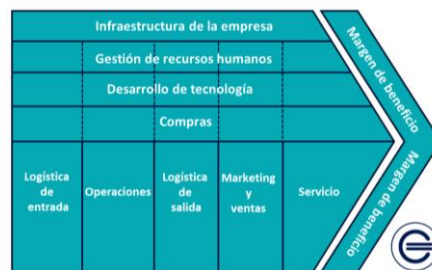 Infraestructura de la empresa
Gestión de recursos humanos
Desarrollo de tecnología
Compras
Logística
de
entrada
Operaciones
Logística
de
salida
Marketing
y
ventas
Servicio
Margen de beneficio
Margen de beneficio